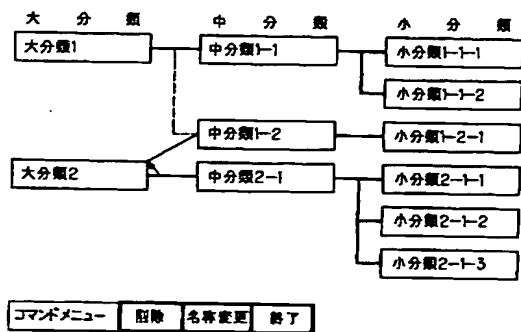 大分類 中分類 小分類
大分類1 中分類1-1 小分類1-1-1
小分類1-1-2
中分類1-2 小分類1-2-1
大分類2 中分類2-1 小分類2-1-1
小分類2-1-2
小分類2-1-3
コマンドメニュー 削除 名称変更 終了